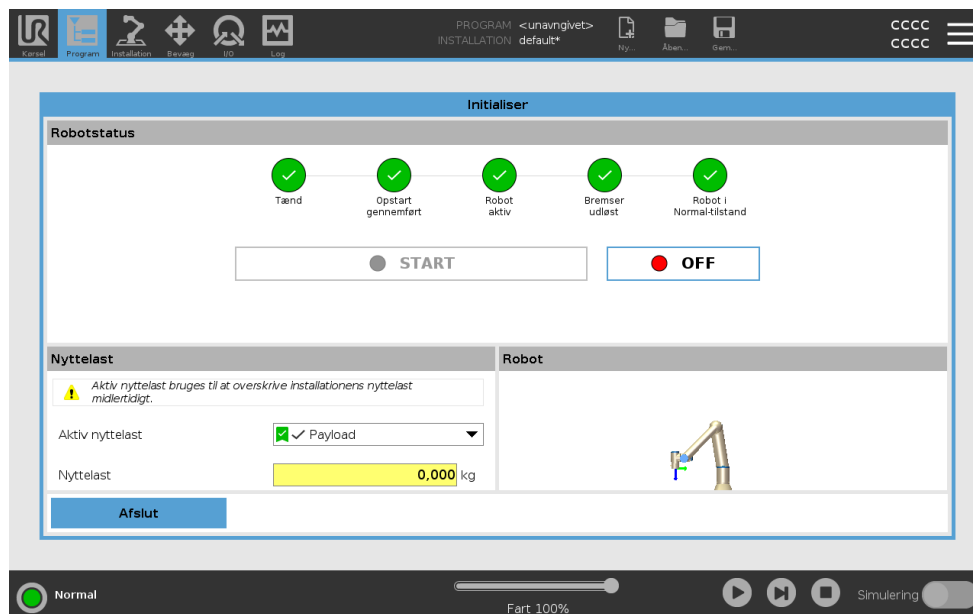 UR
Kørsel
Program
Installation
Bevæg
I/O
Log
PROGRAM <unavngivet>
INSTALLATION default*
Ny...
Åben...
Gem...
cccc
cccc
Initialiser
Robotstatus
Tænd
Opstart
gennemført
Robot
aktiv
Bremser
udløst
Robot i
Normal-tilstand
START
OFF
Nyttelast
Aktiv nyttelast bruges til at overskrive installationens nyttelast
midlertidigt.
Aktiv nyttelast
Payload
Nyttelast
0,000 kg
Robot
Afslut
Normal
Fart 100%
Simulering